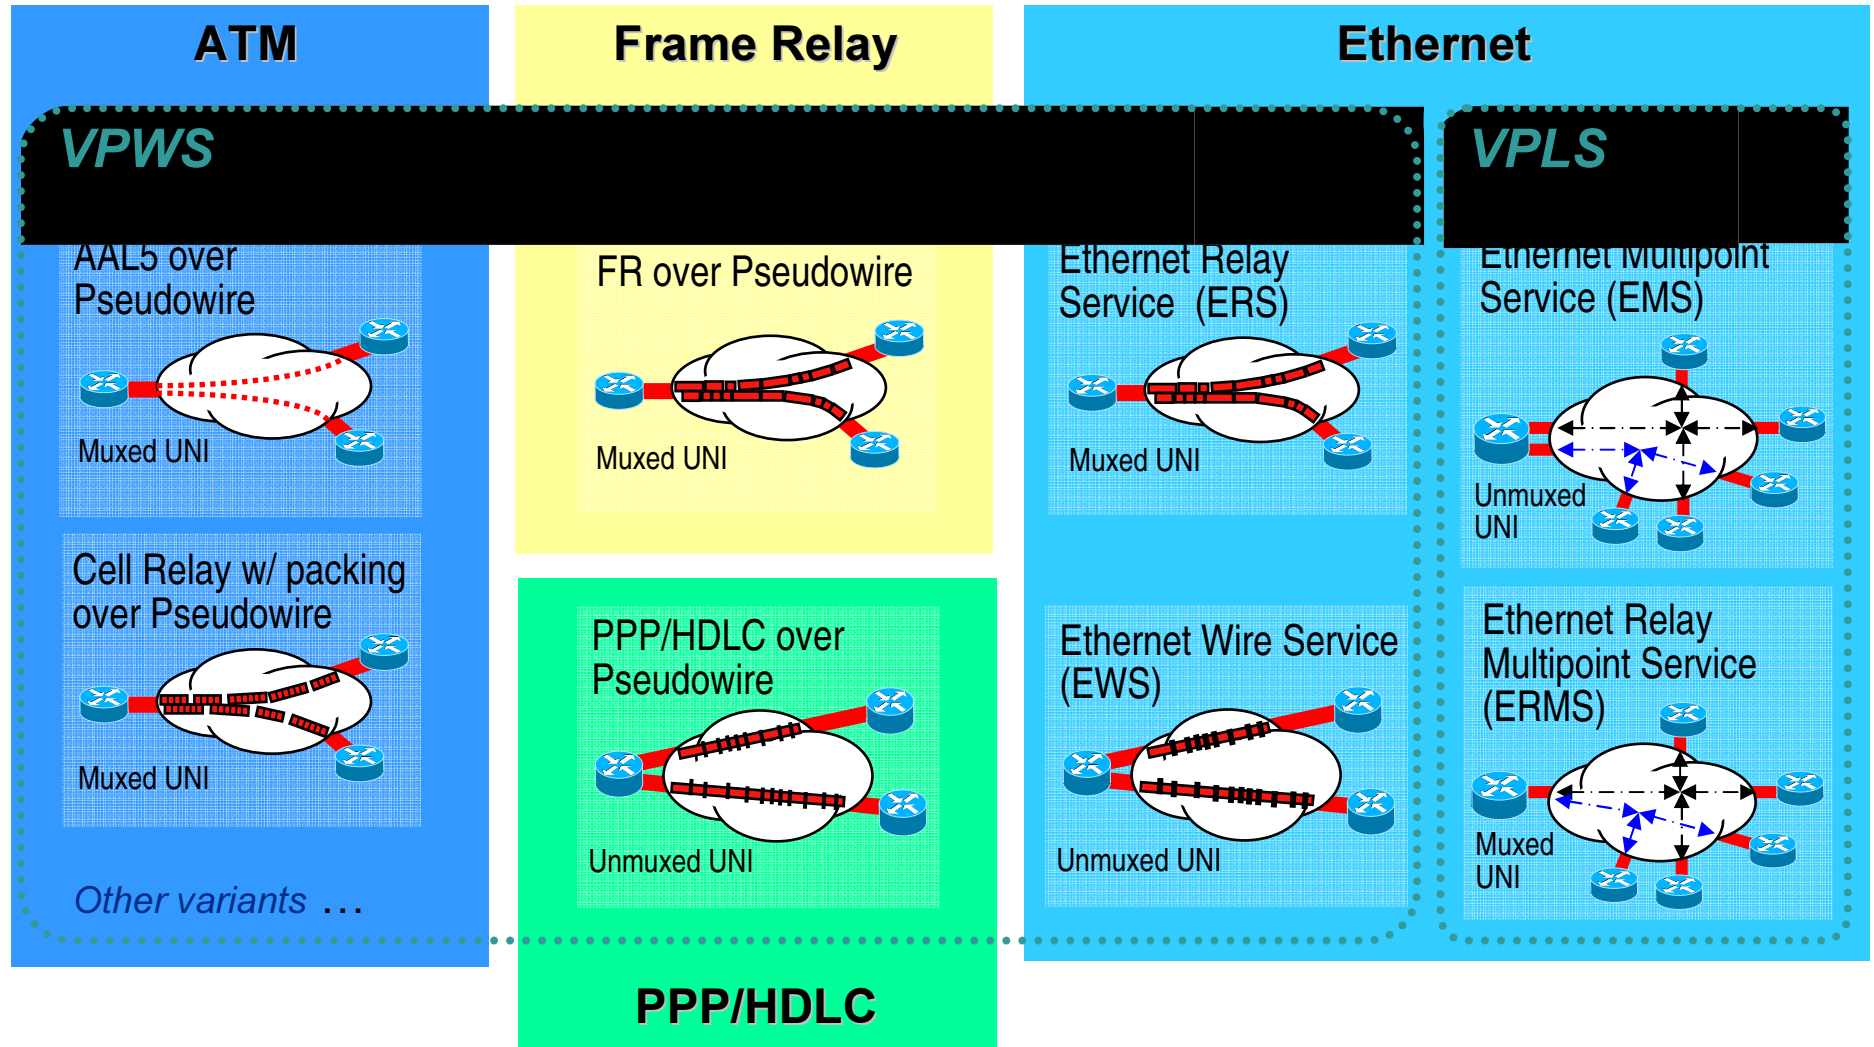 ATM
Frame Relay
Ethernet
VPWS
VPLS
AAL5 over
Pseudowire
Muxed UNI
FR over Pseudowire
Muxed UNI
Ethernet Relay
Service (ERS)
Muxed UNI
Ethernet Multipoint
Service (EMS)
Unmuxed
UNI
Cell Relay w/ packing
over Pseudowire
Muxed UNI
PPP/HDLC over
Pseudowire
Unmuxed UNI
Ethernet Wire Service
(EWS)
Unmuxed UNI
Ethernet Relay
Multipoint Service
(ERMS)
Muxed
UNI
Other variants ...
PPP/HDLC